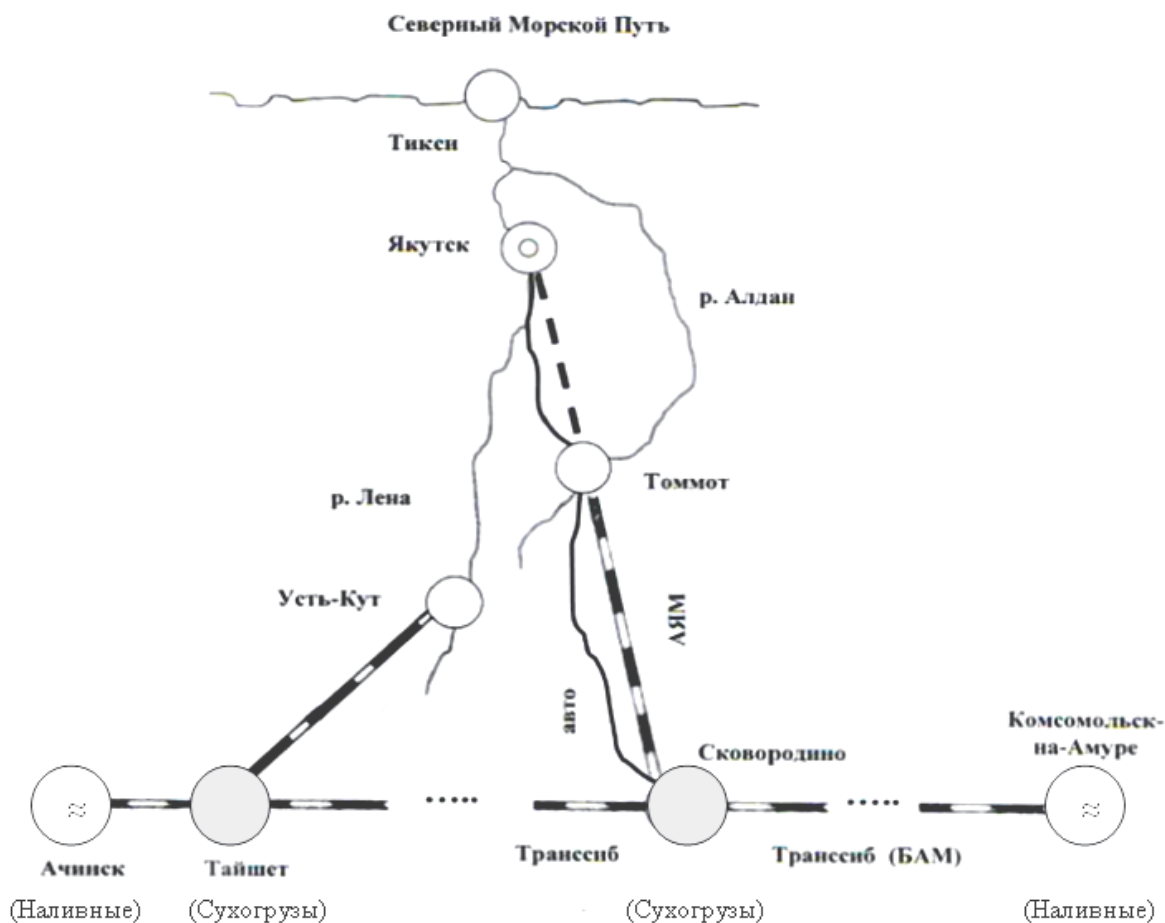 Северный Морской Путь
Тикси
Якутск
р. Алдан
Томмот
р. Лена
Усть-Кут
АЯМ
авто
Комсомольск-
на-Амуре
Сковородино
≈
≈
Ачинск
Тайшет
Транссиб
Транссиб (БАМ)
(Наливные)
(Сухогрузы)
(Сухогрузы)
(Наливные)